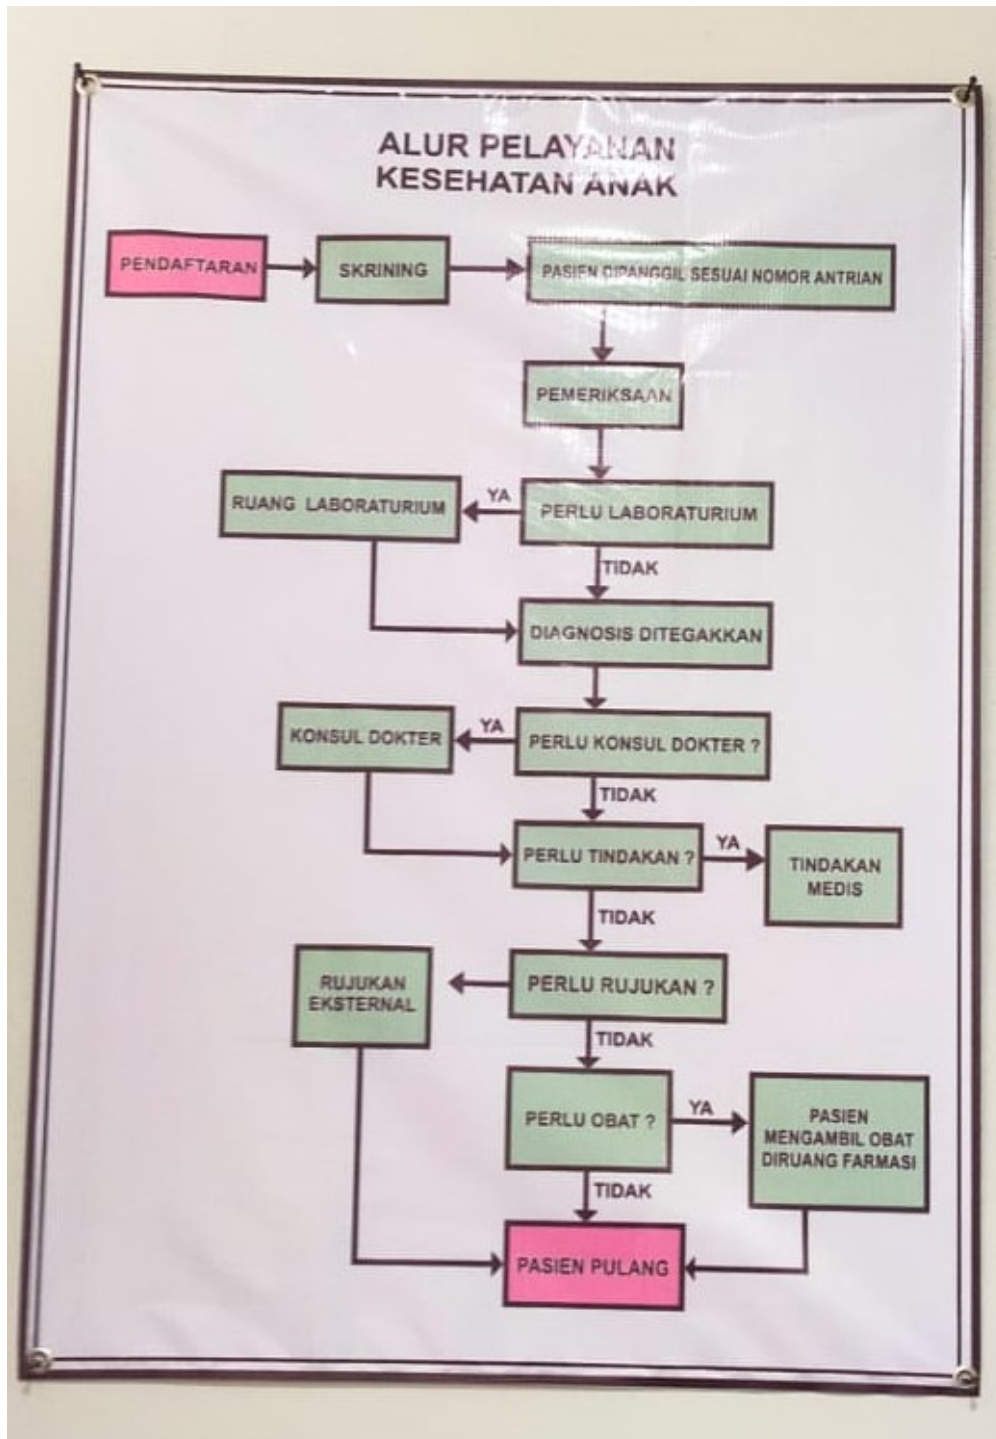 ALUR PELAYANAN
KESEHATAN ANAK
PENDAFTARAN
SKRINING
PASIEN DIPANGGIL SESUAI NOMOR ANTRIAN
PEMERIKSAAN
RUANG LABORATURIUM
YA
PERLU LABORATURIUM
TIDAK
DIAGNOSIS DITEGAKKAN
KONSUL DOKTER
YA
PERLU KONSUL DOKTER ?
TIDAK
PERLU TINDAKAN ?
YA
TINDAKAN
MEDIS
TIDAK
RUJUKAN
EKSTERNAL
PERLU RUJUKAN ?
TIDAK
PERLU OBAT ?
YA
PASIEN
MENGAMBIL OBAT
DIRUANG FARMASI
TIDAK
PASIEN PULANG